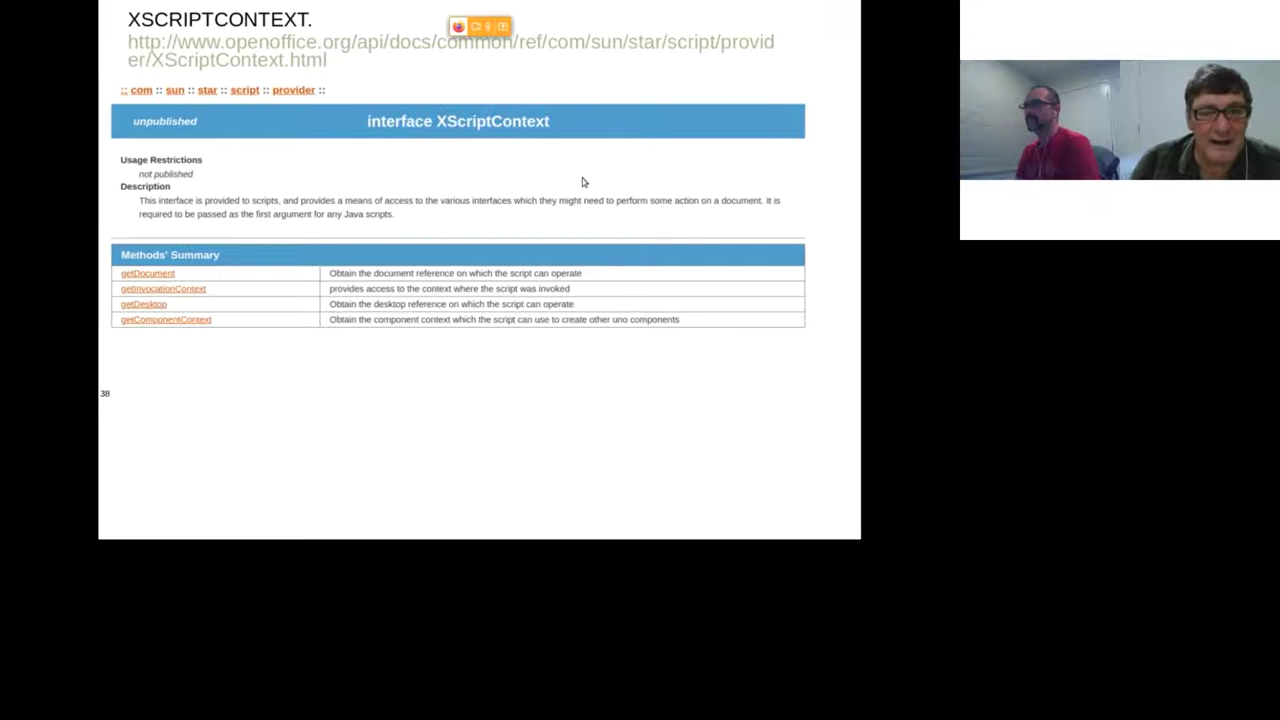 XSCRIPTCONTEXT.
http://www.openoffice.org/api/docs/common/ref/com/sun/star/script/provid
er/XScriptContext.html
:: com :: sun :: star :: script :: provider ::
unpublished interface XScriptContext
Usage Restrictions
not published
Description
This interface is provided to scripts, and provides a means of access to the various interfaces which they might need to perform some action on a document. It is
required to be passed as the first argument for any Java scripts.
Methods' Summary
getDocument Obtain the document reference on which the script can operate
getInvocationContext provides access to the context where the script was invoked
getDesktop Obtain the desktop reference on which the script can operate
getComponentContext Obtain the component context which the script can use to create other uno components
38